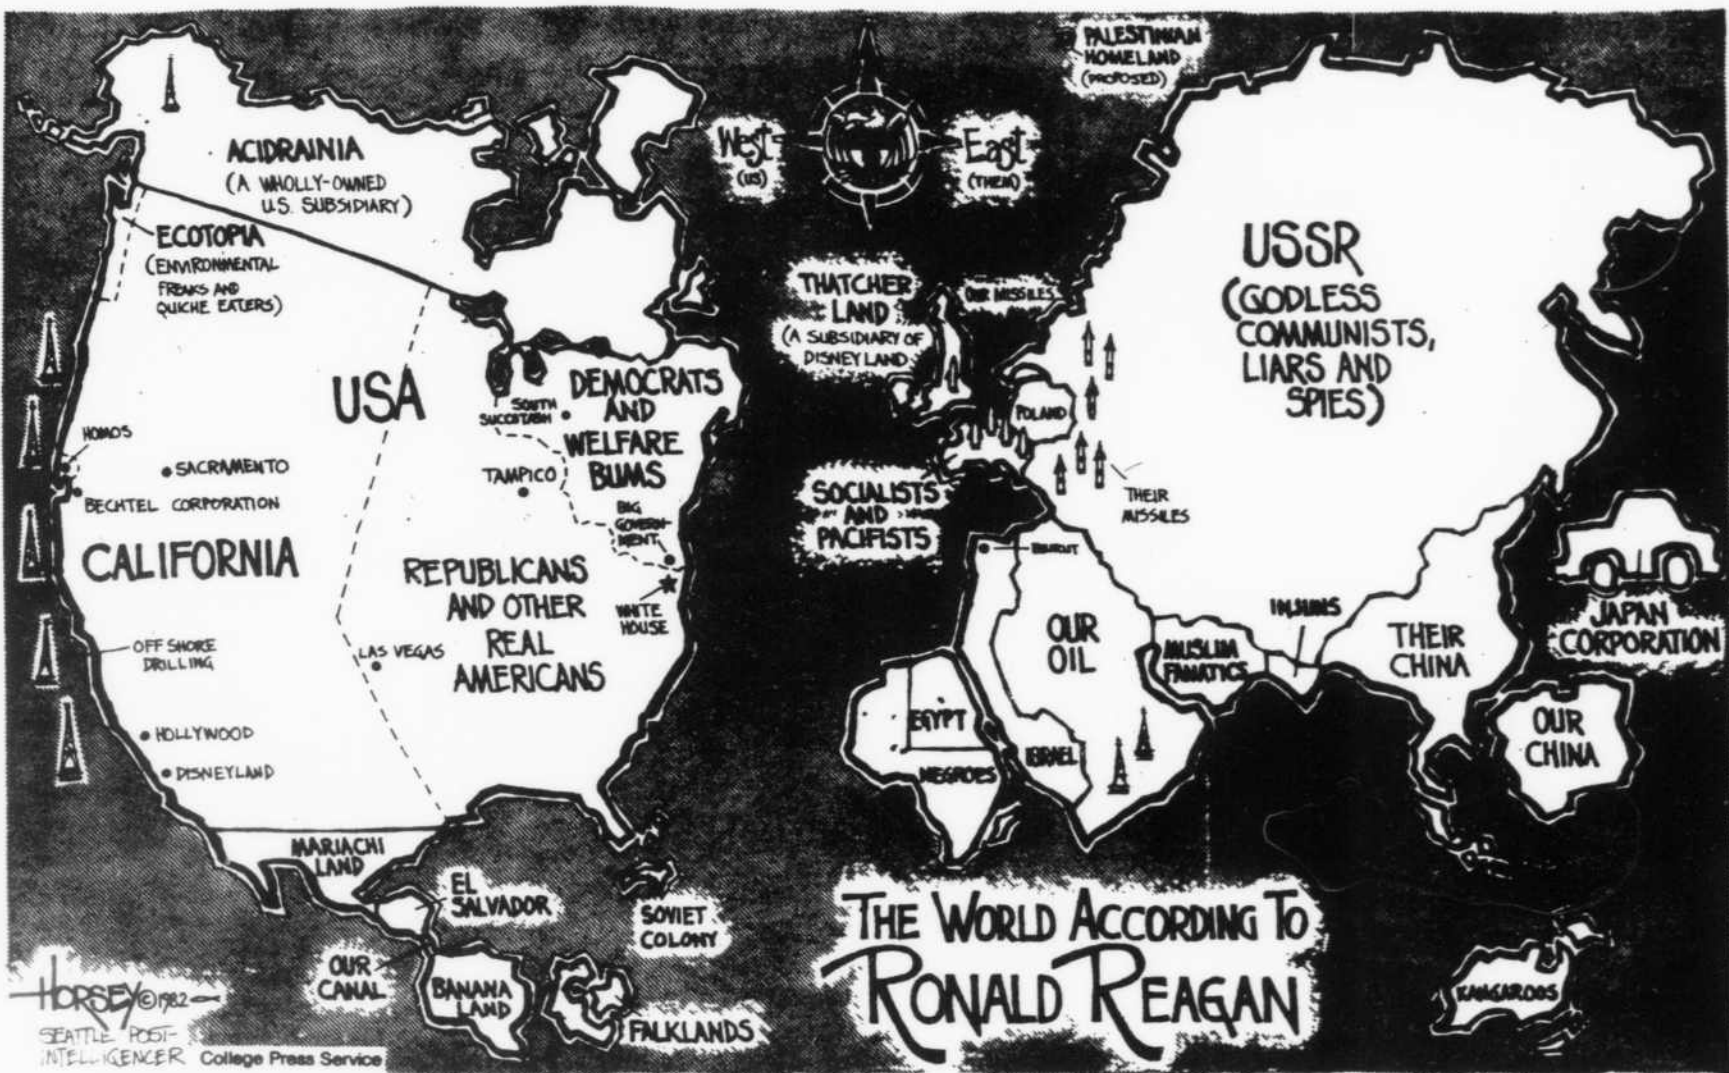 ACIDRAINIA
(A WHOLLY-OWNED
U.S. SUBSIDIARY)
ECOTOPIA
(ENVIRONMENTAL
FREAKS AND
QUICHE EATERS)
USA
HOMOS
SACRAMENTO
BECHTEL CORPORATION
CALIFORNIA
OFF SHORE
DRILLING
LAS VEGAS
HOLLYWOOD
DISNEYLAND
SOUTH
SUCCOTASH
DEMOCRATS
AND
WELFARE
BUMS
TAMPICO
BIG
GOVERN-
MENT
WHITE
HOUSE
REPUBLICANS
AND OTHER
REAL
AMERICANS
MARIACHI
LAND
EL
SALVADOR
OUR
CANAL
BANANA
LAND
SOVIET
COLONY
FALKLANDS
West
(US)
East
(THEM)
PALESTINIAN
HOMELAND
(PROPOSED)
THATCHER
LAND
(A SUBSIDIARY OF
DISNEYLAND
OUR MISSILES
POLAND
SOCIALISTS
AND
PACIFISTS
THEIR
MISSILES
USSR
(GODLESS
COMMUNISTS,
LIARS AND
SPIES)
BEIRUT
OUR
OIL
EGYPT
NEGROES
ISRAEL
MUSLIM
FANATICS
INJUNS
THEIR
CHINA
JAPAN
CORPORATION
OUR
CHINA
KANGAROOS
THE WORLD ACCORDING TO
RONALD REAGAN
HORSEY ©1982
SEATTLE POST-
INTELLIGENCER
College Press Service